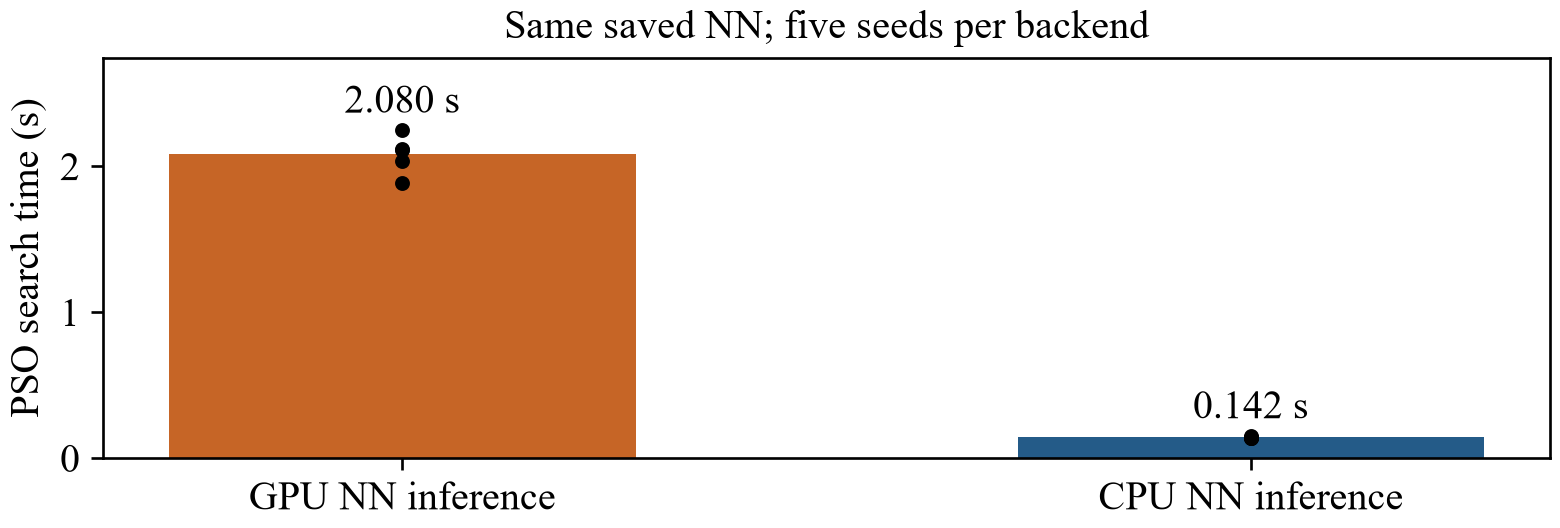 Same saved NN; five seeds per backend
PSO search time (s)
2
1
0
2.080 s
0.142 s
GPU NN inference
CPU NN inference